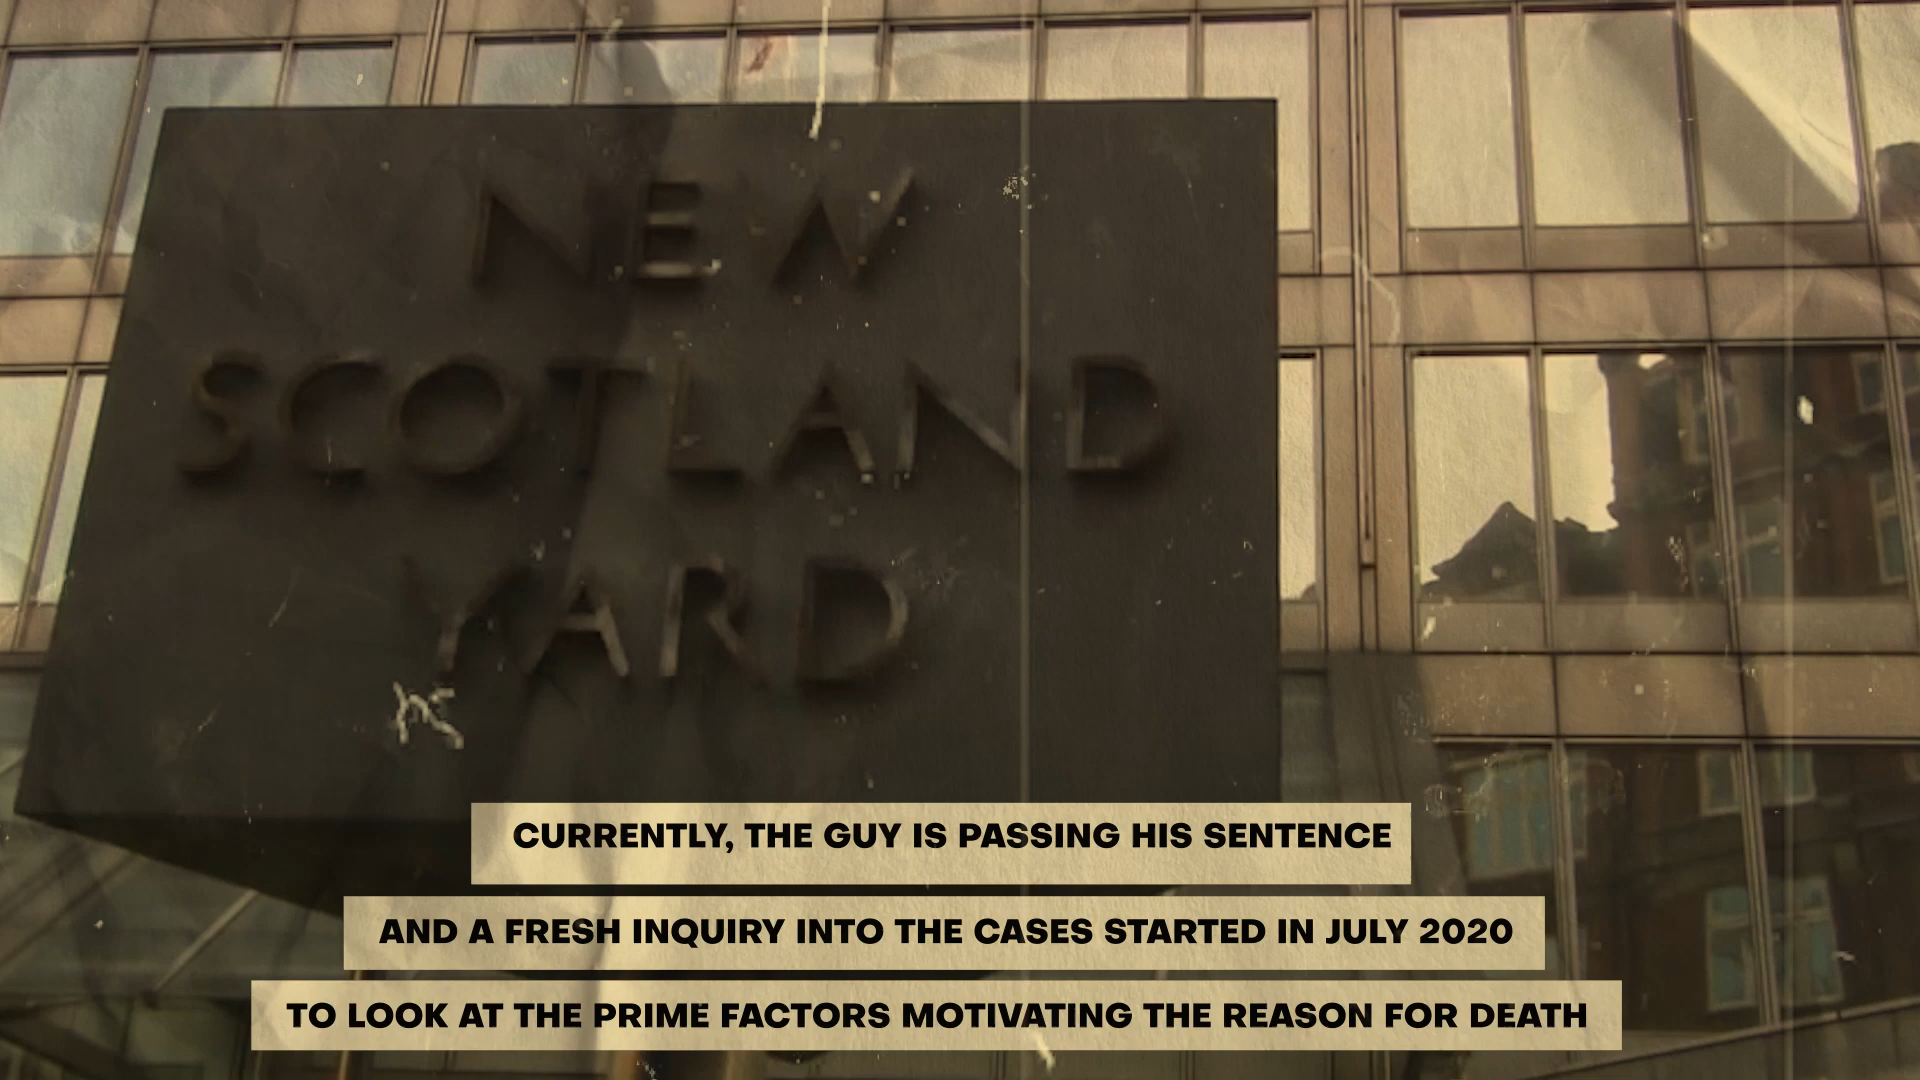 NEW
SCOTLAND
YARD
CURRENTLY, THE GUY IS PASSING HIS SENTENCE
AND A FRESH INQUIRY INTO THE CASES STARTED IN JULY 2020
TO LOOK AT THE PRIME FACTORS MOTIVATING THE REASON FOR DEATH